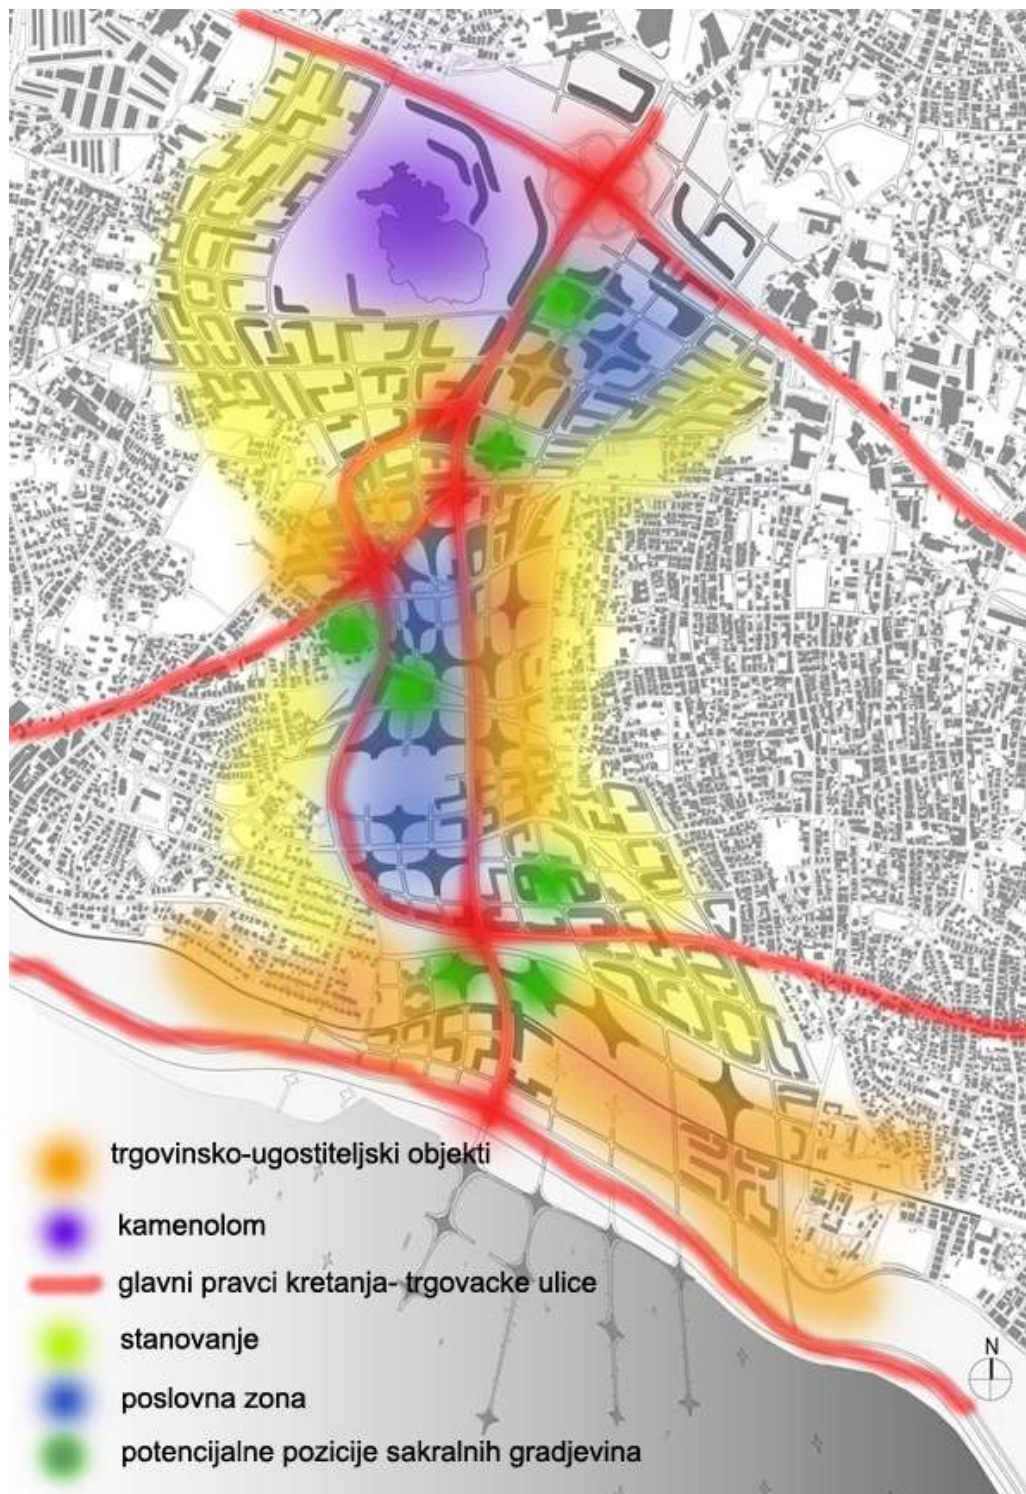 trgovinsko-ugostiteljski objekti
kamenolom
glavni pravci kretanja- trgovacke ulice
N
stanovanje
poslovna zona
potencijalne pozicije sakralnih gradjevina